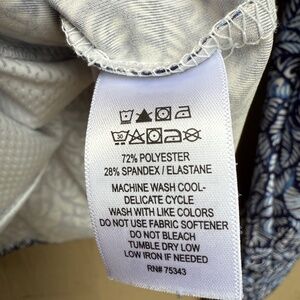 30
72% POLYESTER
28% SPANDEX / ELASTANE
MACHINE WASH COOL-
DELICATE CYCLE
WASH WITH LIKE COLORS
DO NOT USE FABRIC SOFTENER
DO NOT BLEACH
TUMBLE DRY LOW
LOW IRON IF NEEDED
RN# 75343